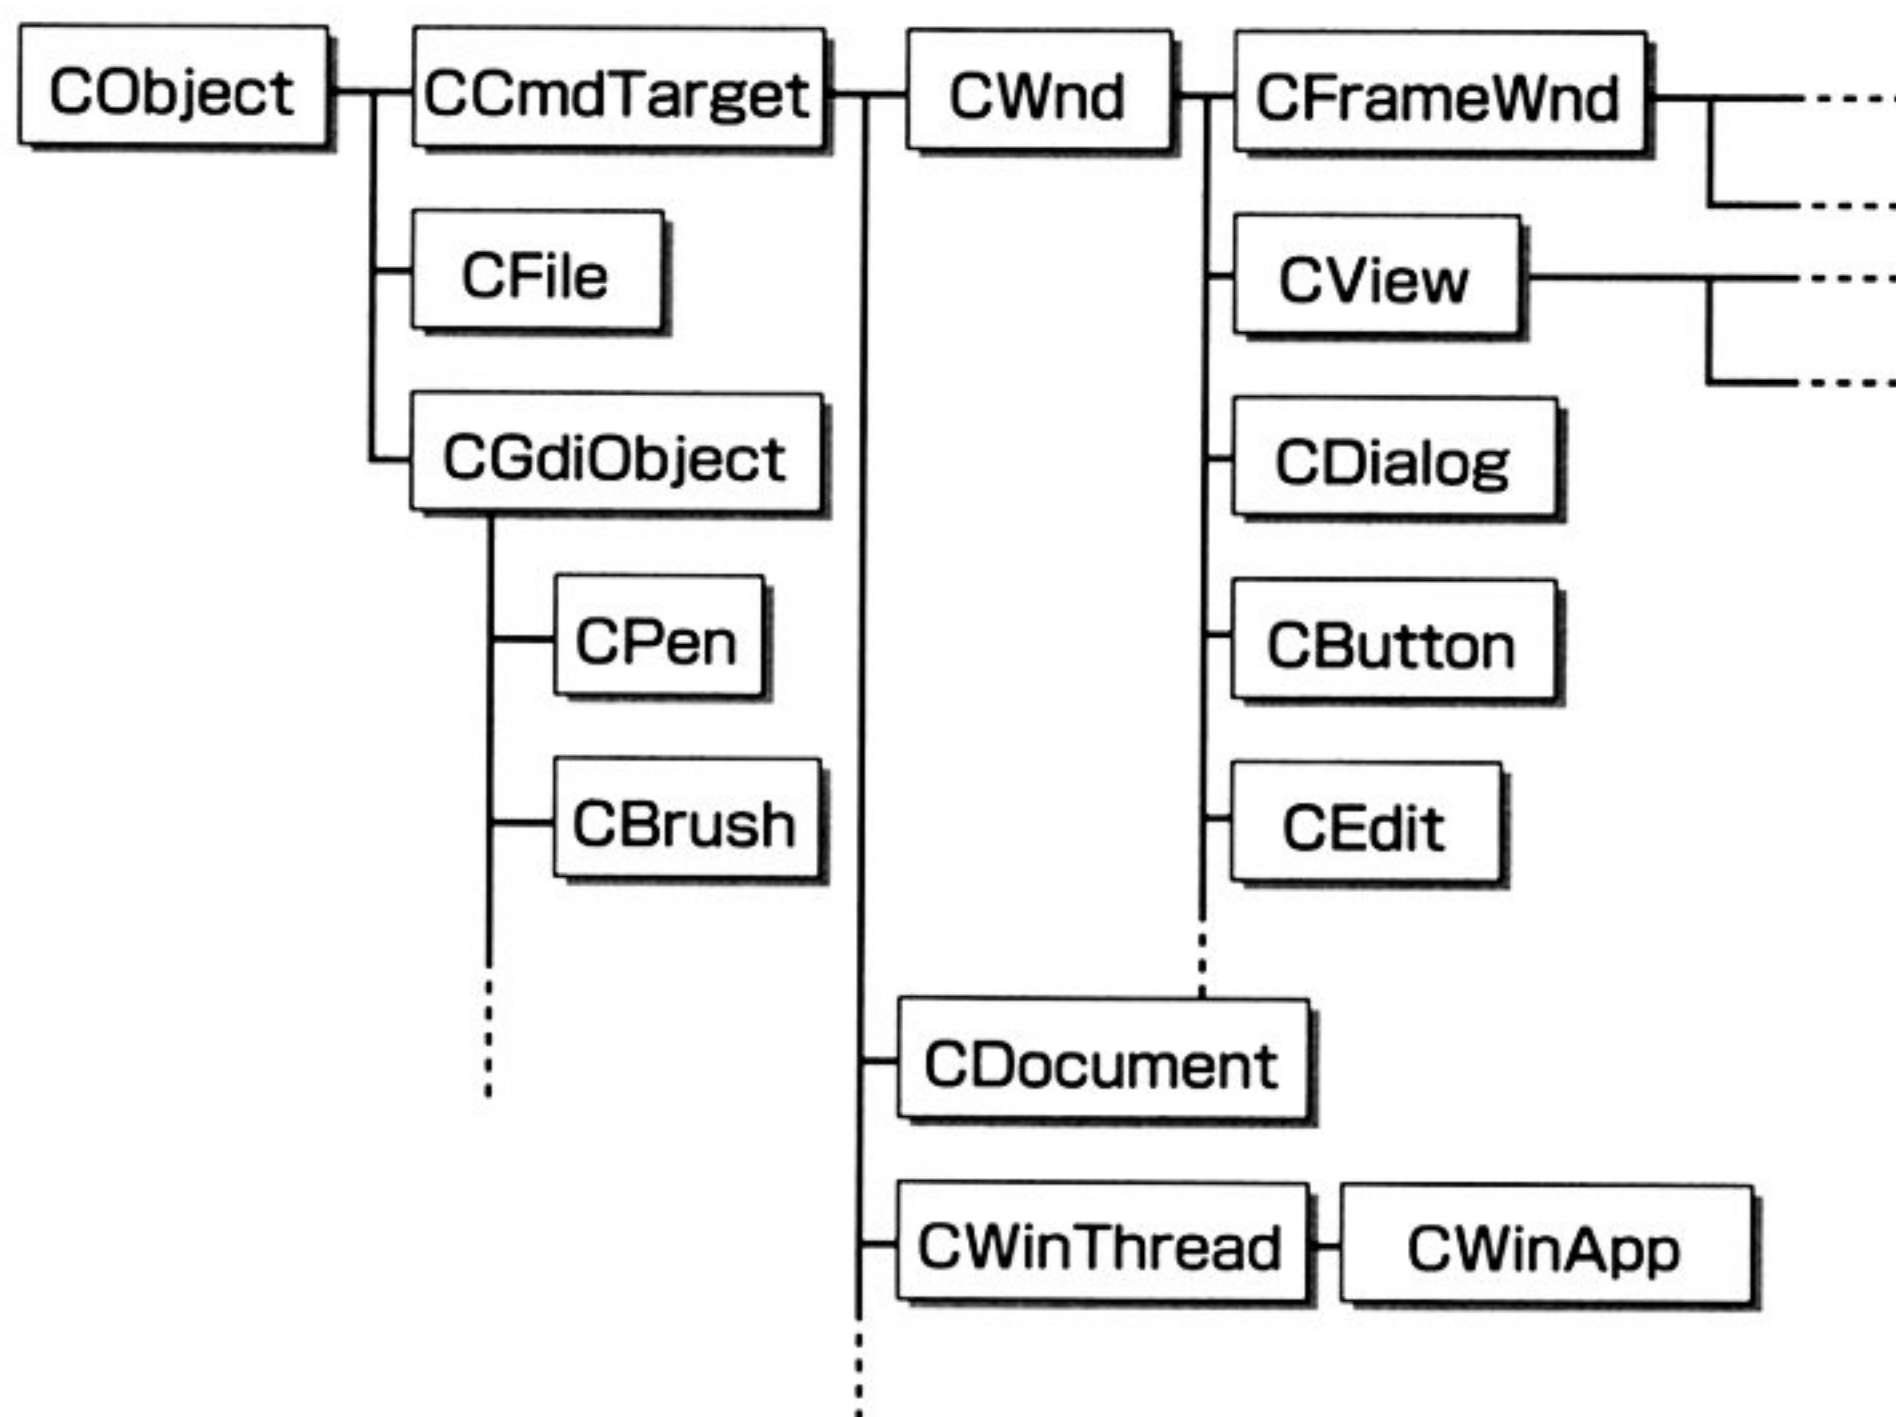 CObject
CCmdTarget
CWnd
CFrameWnd
CFile
CView
CGdiObject
CDialog
CPen
CButton
CBrush
CEdit
CDocument
CWinThread
CWinApp